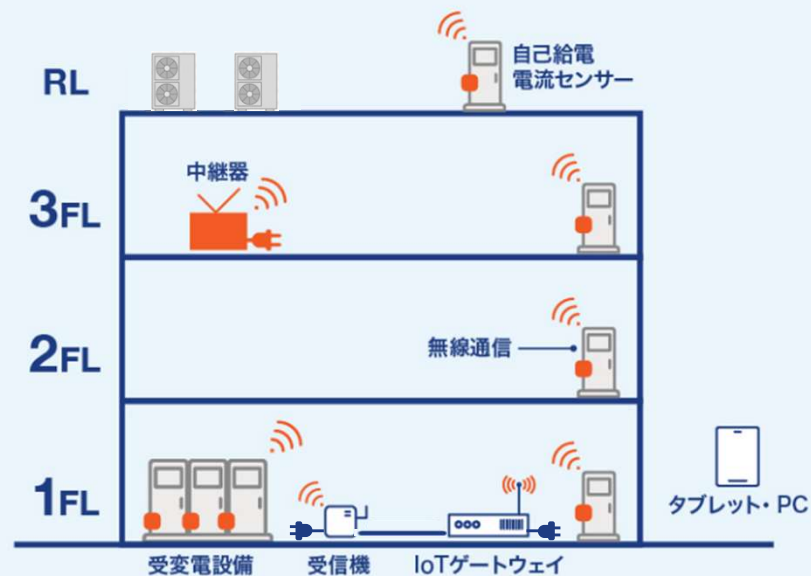 RL
自己給電
電流センサー
3FL
中継器
2FL
無線通信
1FL
タブレット・PC
受変電設備
受信機
IoTゲートウェイ